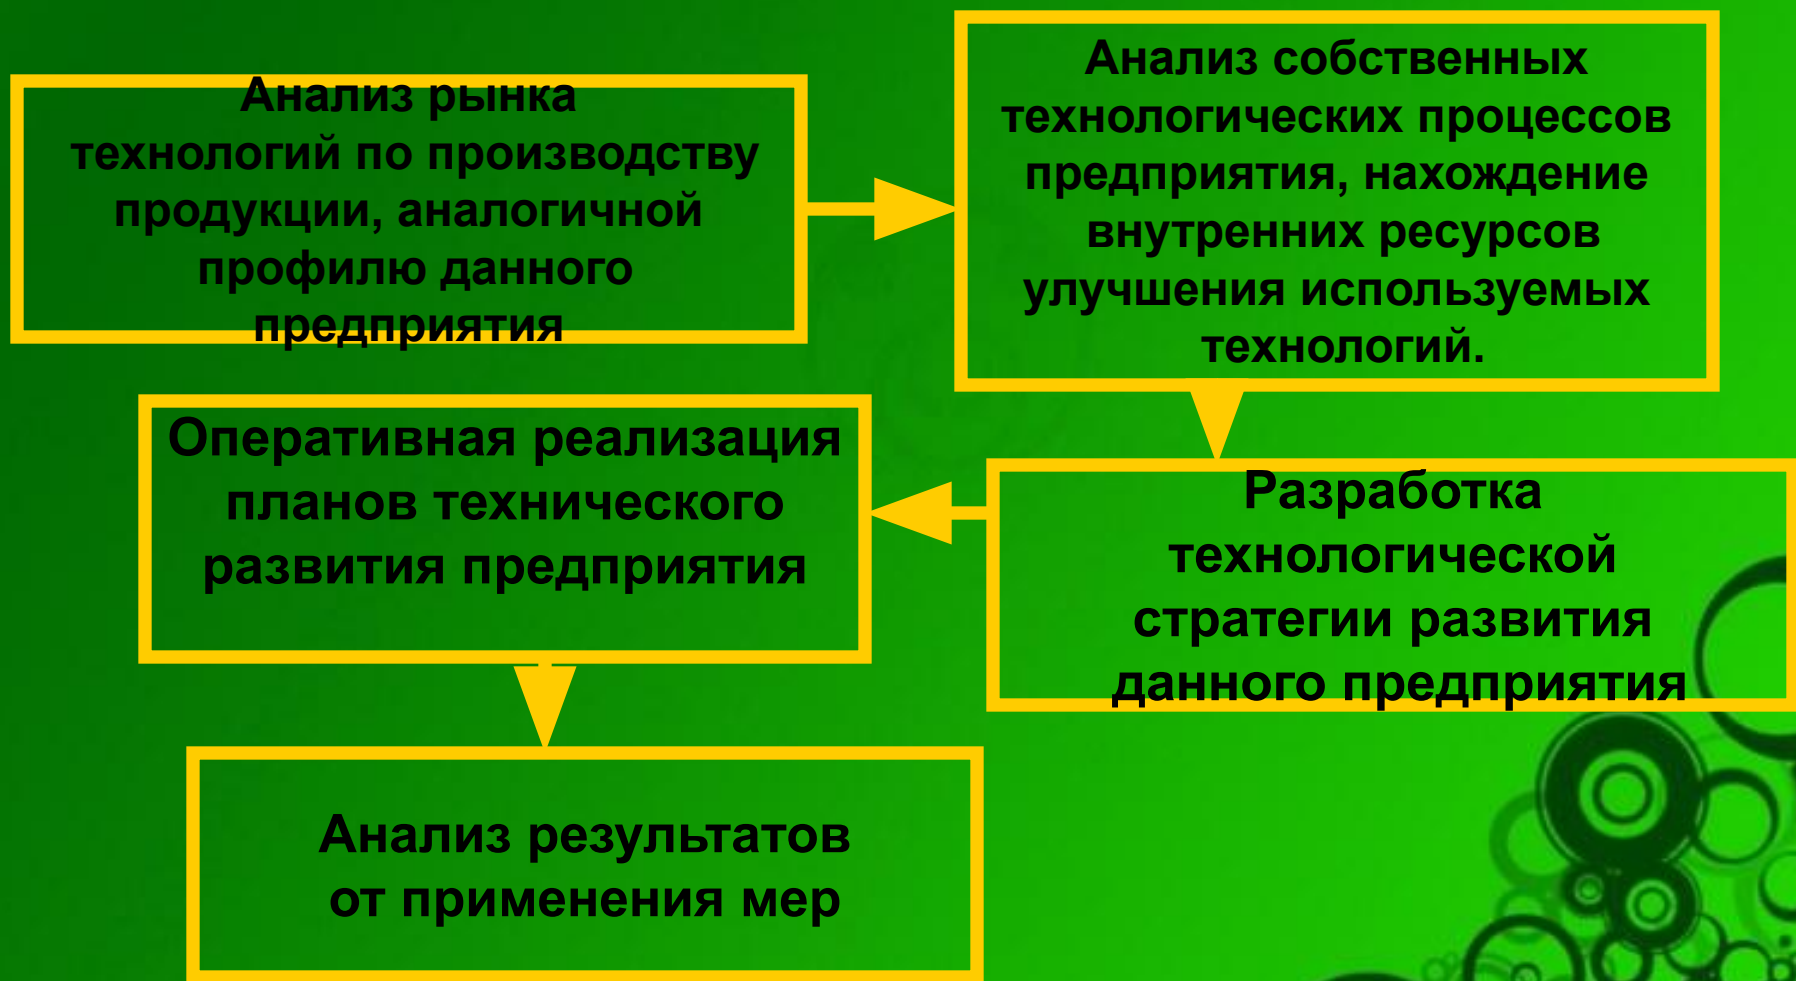 Анализ рынка
технологий по производству
продукции, аналогичной
профилю данного
предприятия
Анализ собственных
технологических процессов
предприятия, нахождение
внутренних ресурсов
улучшения используемых
технологий.
Разработка
технологической
стратегии развития
данного предприятия
Оперативная реализация
планов технического
развития предприятия
Анализ результатов
от применения мер